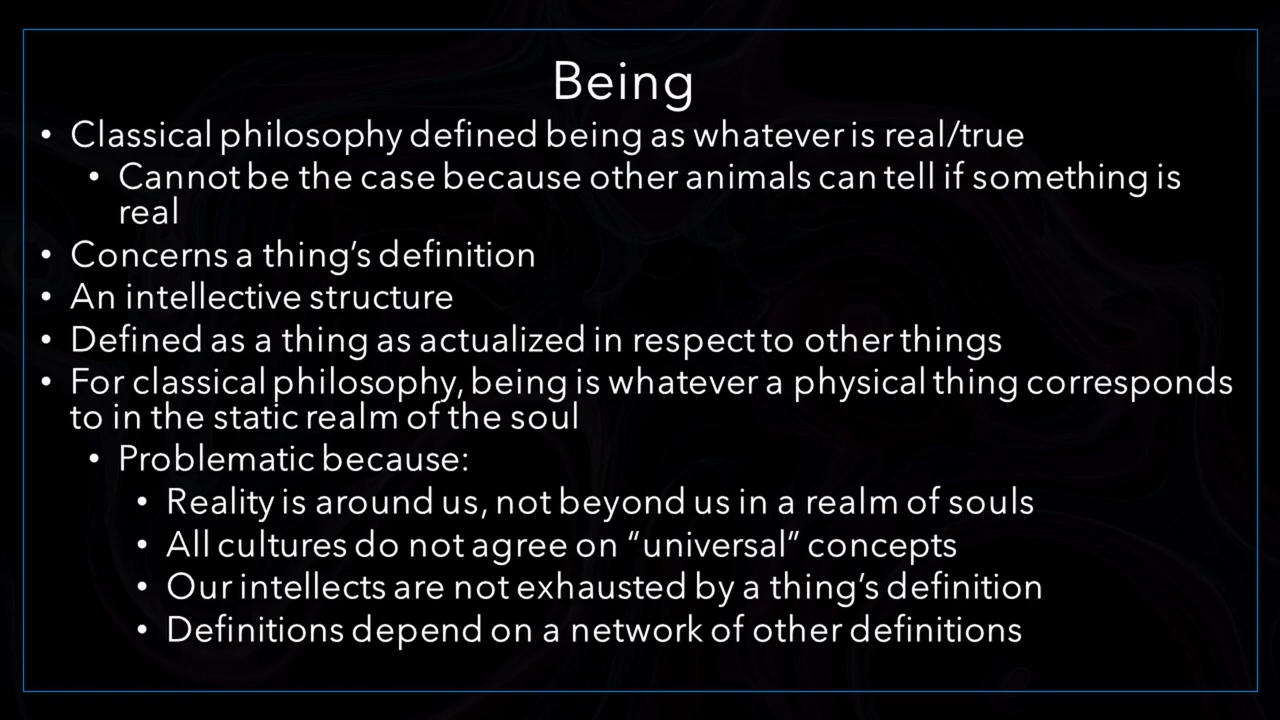 Being
• Classical philosophy defined being as whatever is real/true
• Cannot be the case because other animals can tell if something is
real
• Concerns a thing’s definition
• An intellective structure
• Defined as a thing as actualized in respect to other things
• For classical philosophy, being is whatever a physical thing corresponds
to in the static realm of the soul
• Problematic because:
• Reality is around us, not beyond us in a realm of souls
• All cultures do not agree on “universal” concepts
• Our intellects are not exhausted by a thing’s definition
• Definitions depend on a network of other definitions